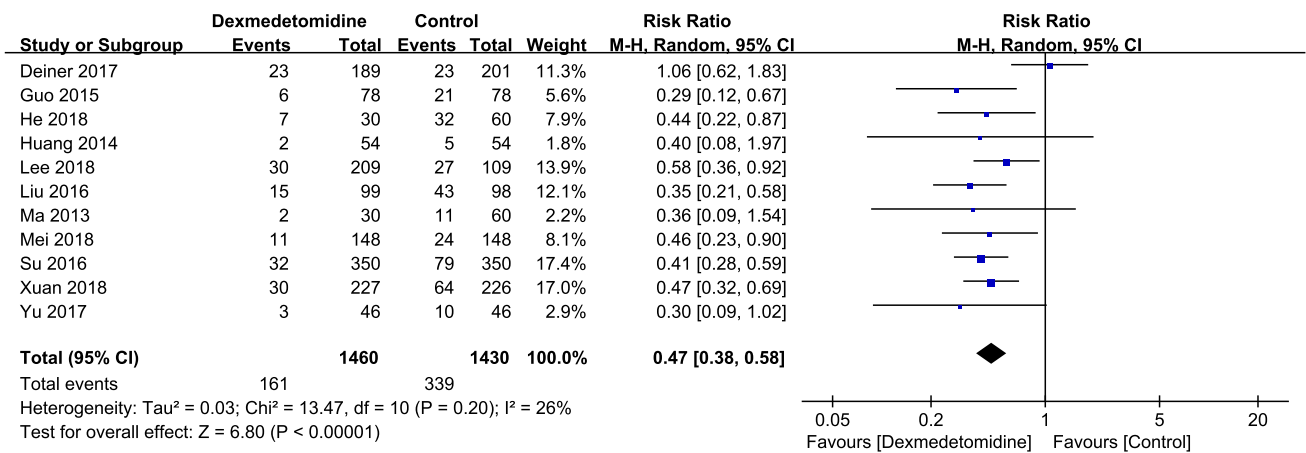 Dexmedetomidine Control Risk Ratio Risk Ratio
Study or Subgroup Events Total Events Total Weight M-H, Random, 95% CI M-H, Random, 95% CI
Deiner 2017 23 189 23 201 11.3% 1.06 [0.62, 1.83]
Guo 2015 6 78 21 78 5.6% 0.29 [0.12, 0.67]
He 2018 7 30 32 60 7.9% 0.44 [0.22, 0.87]
Huang 2014 2 54 5 54 1.8% 0.40 [0.08, 1.97]
Lee 2018 30 209 27 109 13.9% 0.58 [0.36, 0.92]
Liu 2016 15 99 43 98 12.1% 0.35 [0.21, 0.58]
Ma 2013 2 30 11 60 2.2% 0.36 [0.09, 1.54]
Mei 2018 11 148 24 148 8.1% 0.46 [0.23, 0.90]
Su 2016 32 350 79 350 17.4% 0.41 [0.28, 0.59]
Xuan 2018 30 227 64 226 17.0% 0.47 [0.32, 0.69]
Yu 2017 3 46 10 46 2.9% 0.30 [0.09, 1.02]
Total (95% CI) 1460 1430 100.0% 0.47 [0.38, 0.58]
Total events 161 339
Heterogeneity: Tau² = 0.03; Chi² = 13.47, df = 10 (P = 0.20); I² = 26%
Test for overall effect: Z = 6.80 (P < 0.00001)
0.05 0.2 1 5 20
Favours [Dexmedetomidine] Favours [Control]